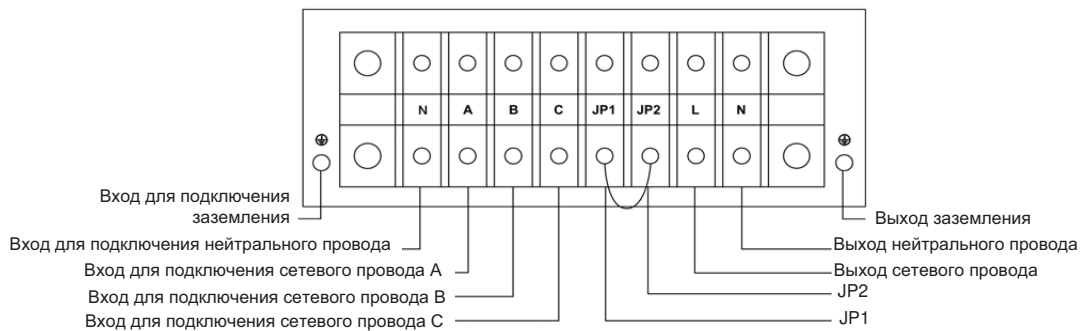 N A B C JP1 JP2 L N
Вход для подключения
заземления
Вход для подключения нейтрального провода
Вход для подключения сетевого провода A
Вход для подключения сетевого провода B
Вход для подключения сетевого провода C
Выход заземления
Выход нейтрального провода
Выход сетевого провода
JP2
JP1